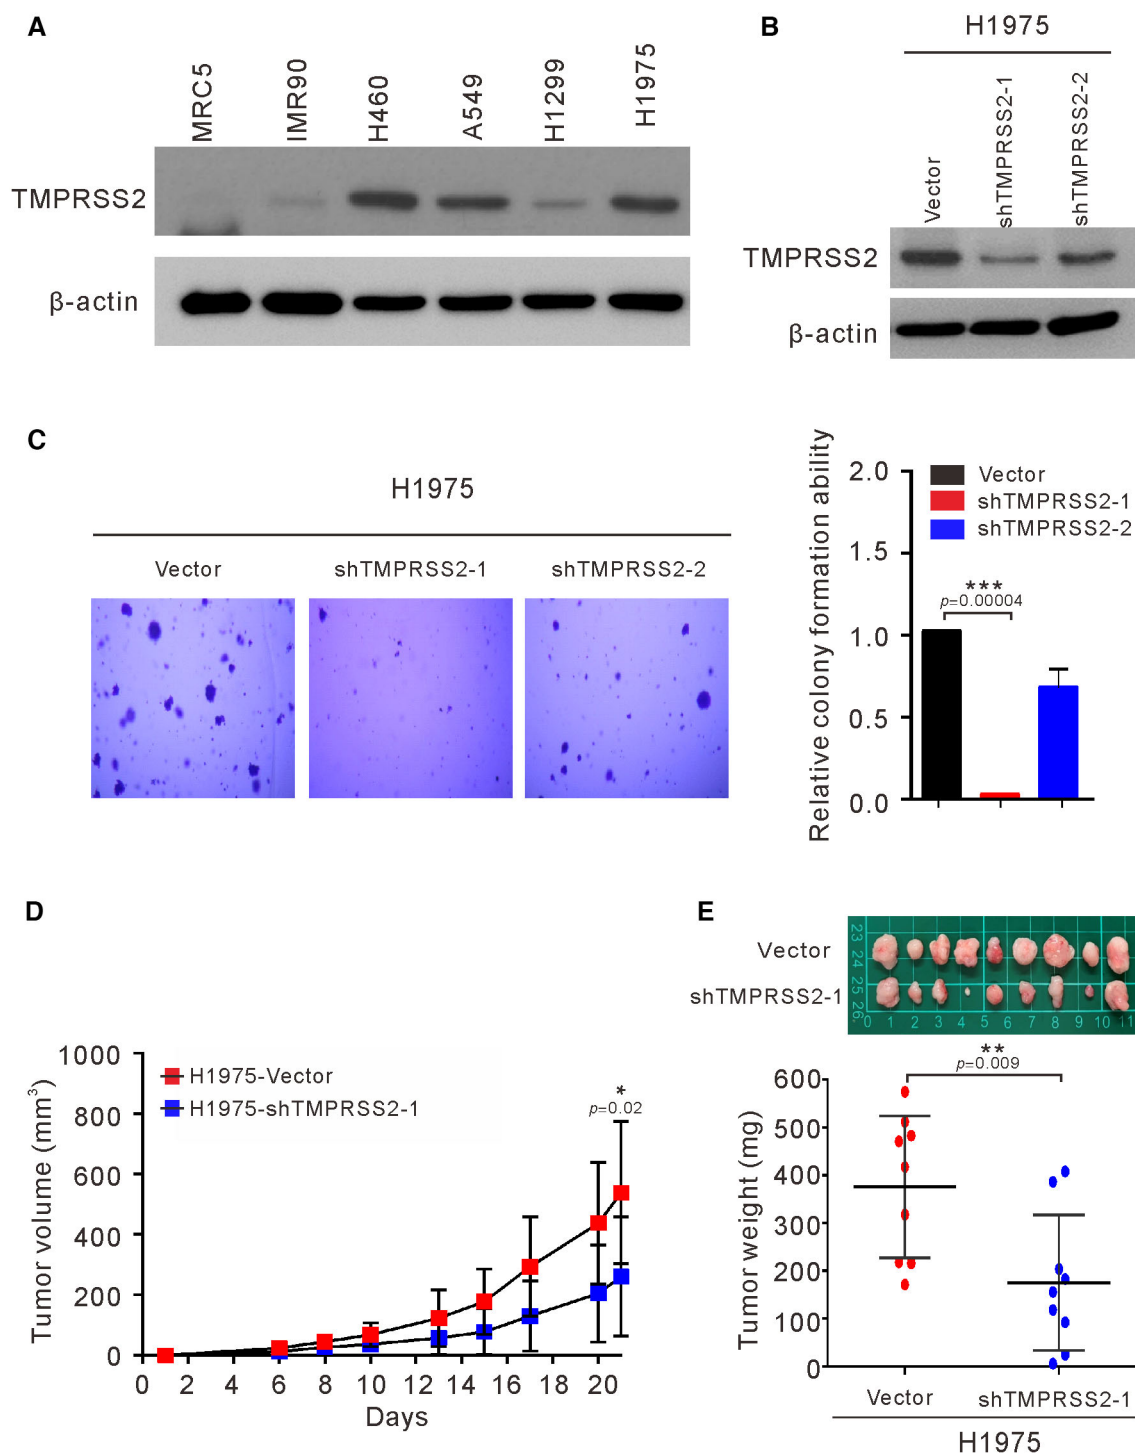 A
MRC5
IMR90
H460
A549
H1299
H1975
TMPRSS2
β-actin
B
H1975
Vector
shTMPRSS2-1
shTMPRSS2-2
TMPRSS2
β-actin
C
H1975
Vector
shTMPRSS2-1
shTMPRSS2-2
Relative colony formation ability
2.0
1.5
1.0
0.5
0.0
Vector
shTMPRSS2-1
shTMPRSS2-2
***
p=0.00004
D
Tumor volume (mm³)
1000
800
600
400
200
0
H1975-Vector
H1975-shTMPRSS2-1
*
p=0.02
0 2 4 6 8 10 12 14 16 18 20
Days
E
Vector
shTMPRSS2-1
23
24
25
26
0 1 2 3 4 5 6 7 8 9 10 11
**
p=0.009
Tumor weight (mg)
600
500
400
300
200
100
0
Vector
shTMPRSS2-1
H1975